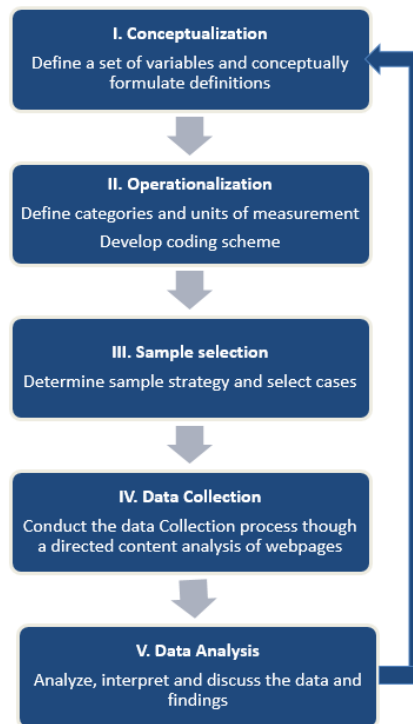 I. Conceptualization
Define a set of variables and conceptually
formulate definitions
II. Operationalization
Define categories and units of measurement
Develop coding scheme
III. Sample selection
Determine sample strategy and select cases
IV. Data Collection
Conduct the data Collection process though
a directed content analysis of webpages
V. Data Analysis
Analyze, interpret and discuss the data and
findings